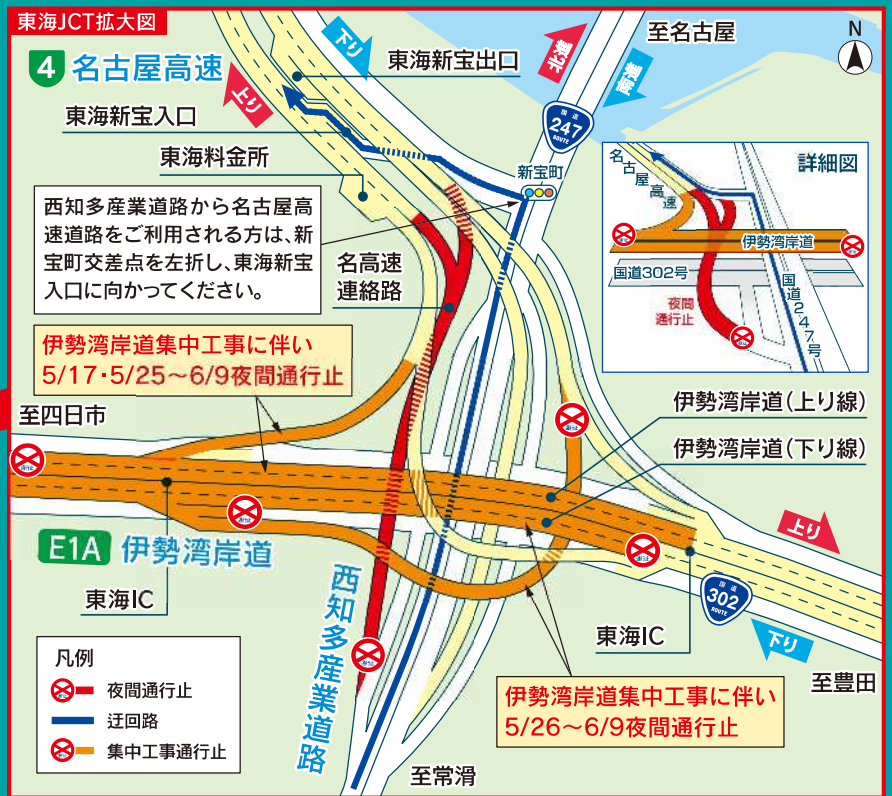 東海JCT拡大図
4 名古屋高速
下り
上り
東海新宝出口
東海新宝入口
東海料金所
北進
南進
至名古屋
N
国道
247
ROUTE
新宝町
西知多産業道路から名古屋高
速道路をご利用される方は、新
宝町交差点を左折し、東海新宝
入口に向かってください。
名高速
連絡路
詳細図
名古屋高速
伊勢湾岸道
国道302号
国道247号
夜間
通行止
伊勢湾岸道集中工事に伴い
5/17・5/25～6/9夜間通行止
至四日市
伊勢湾岸道(上り線)
伊勢湾岸道(下り線)
E1A 伊勢湾岸道
東海IC
西知多産業道路
上り
国道
302
ROUTE
下り
東海IC
至豊田
伊勢湾岸道集中工事に伴い
5/26～6/9夜間通行止
至常滑
凡例
夜間通行止
迂回路
集中工事通行止